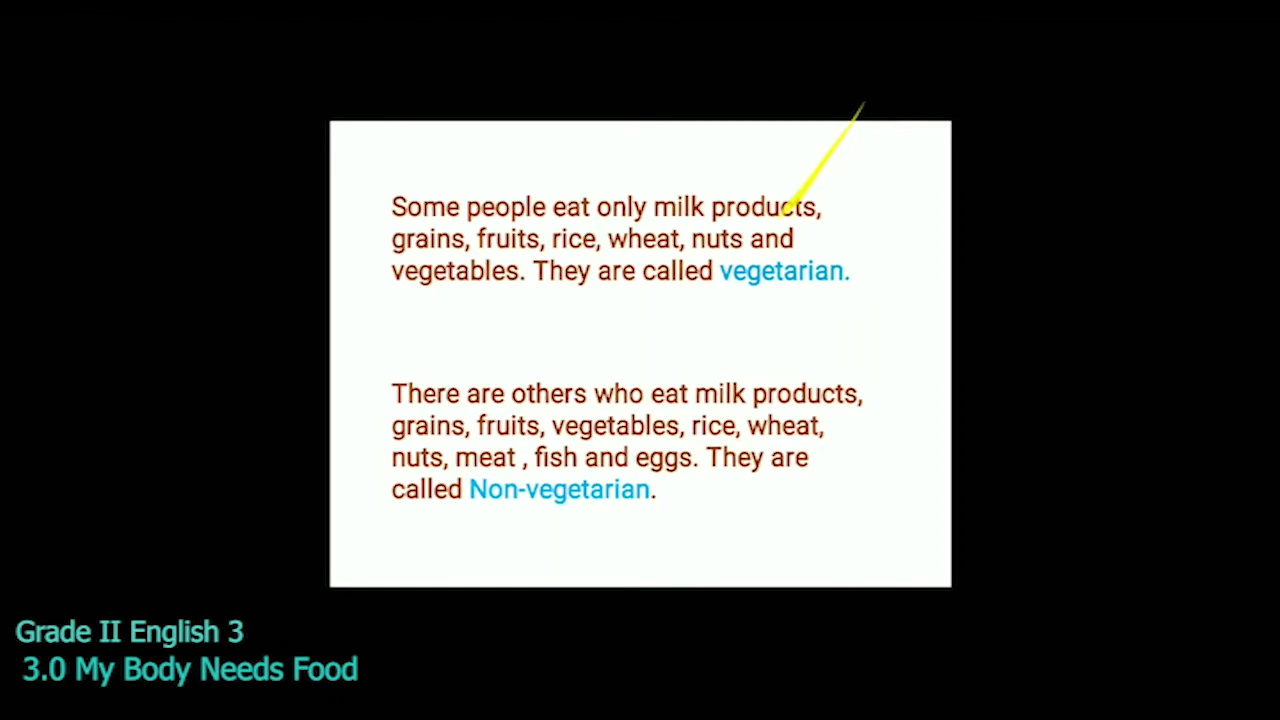 Some people eat only milk products,
grains, fruits, rice, wheat, nuts and
vegetables. They are called vegetarian.
There are others who eat milk products,
grains, fruits, vegetables, rice, wheat,
nuts, meat , fish and eggs. They are
called Non-vegetarian.
Grade II English 3
3.0 My Body Needs Food